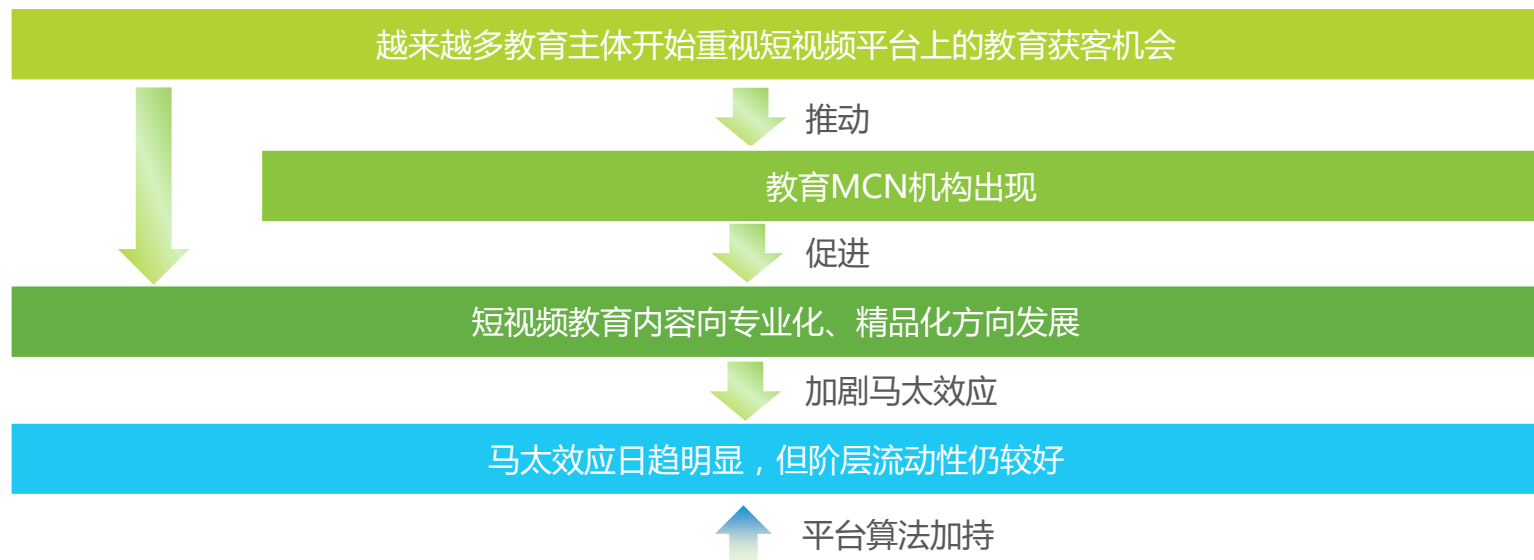 越来越多教育主体开始重视短视频平台上的教育获客机会
推动
教育MCN机构出现
促进
短视频教育内容向专业化、精品化方向发展
加剧马太效应
马太效应日趋明显，但阶层流动性仍较好
平台算法加持